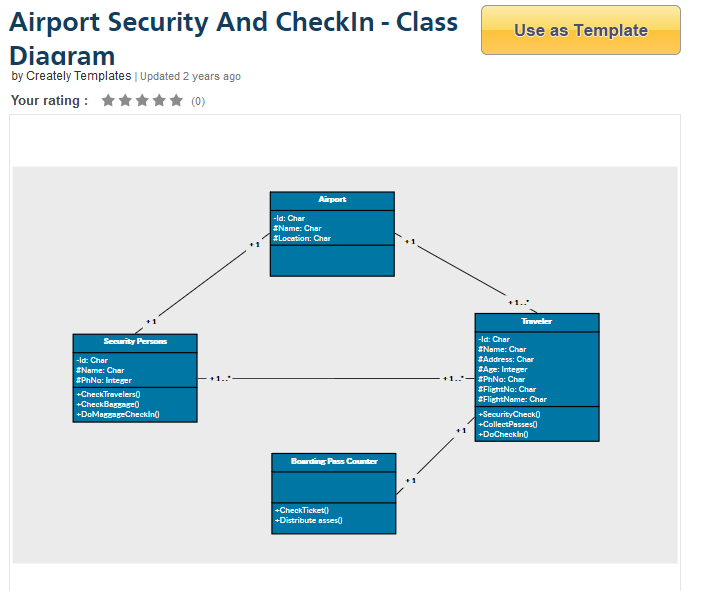 Airport Security And CheckIn - Class
Diagram
Use as Template
by Creately Templates | Updated 2 years ago
Your rating : (0)
Airport
-Id: Char
#Name: Char
#Location: Char
+1
+1
+1
+1..*
Security Persons
-Id: Char
#Name: Char
#PhNo: Integer
+CheckTravelers()
+CheckBaggage()
+DoMaggageCheckIn()
+1..*
+1..*
Traveler
-Id: Char
#Name: Char
#Address: Char
#Age: Integer
#PhNo: Char
#FlightNo: Char
#FlightName: Char
+SecurityCheck()
+CollectPasses()
+DoCheckIn()
+1
+1
Boarding Pass Counter
+CheckTicket()
+Distribute asses()